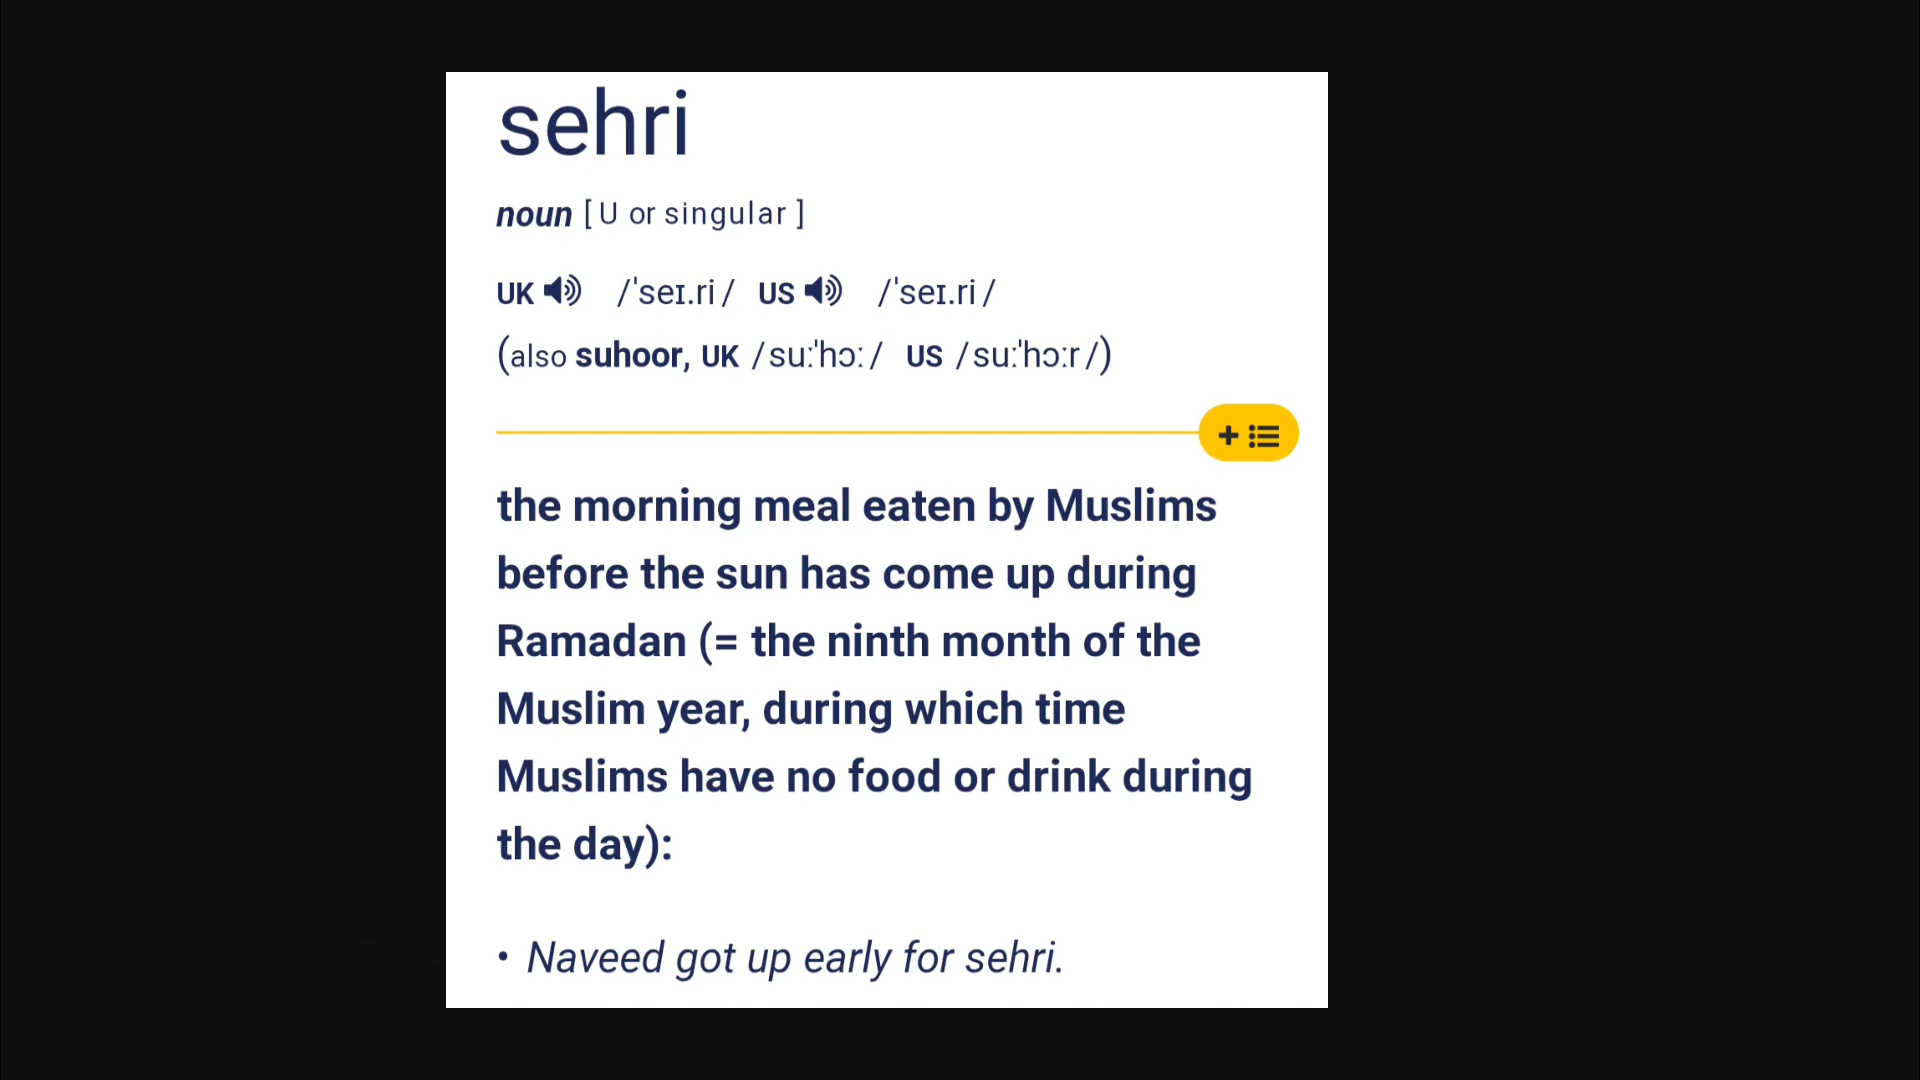 sehri
noun [ U or singular ]
UK /ˈseɪ.ri/ US /ˈseɪ.ri/
(also suhoor, UK /suːˈhɔː/ US /suːˈhɔːr/)
the morning meal eaten by Muslims
before the sun has come up during
Ramadan (= the ninth month of the
Muslim year, during which time
Muslims have no food or drink during
the day):
• Naveed got up early for sehri.